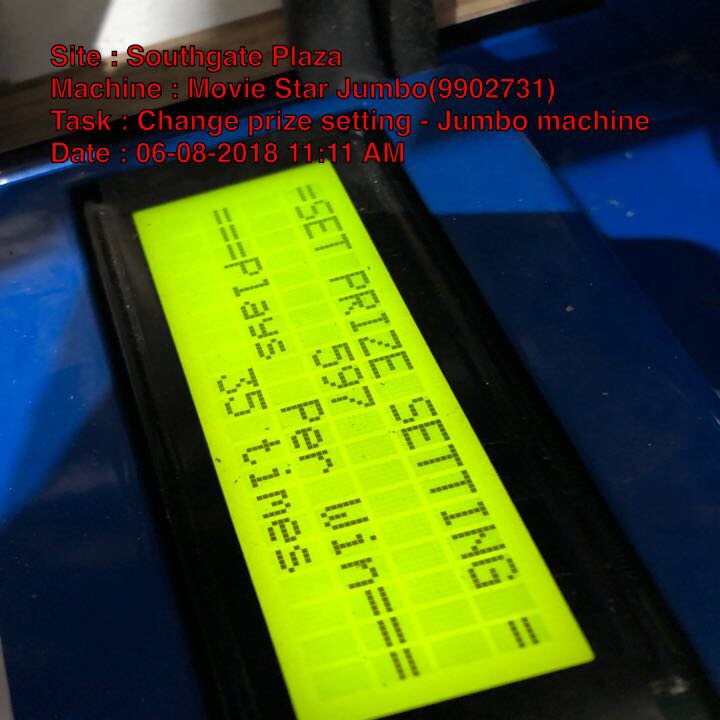 Site : Southgate Plaza
Machine : Movie Star Jumbo(9902731)
Task : Change prize setting - Jumbo machine
Date : 06-08-2018 11:11 AM
=SET PRIZE SETTING =
597
===Plays Per win===
35 times